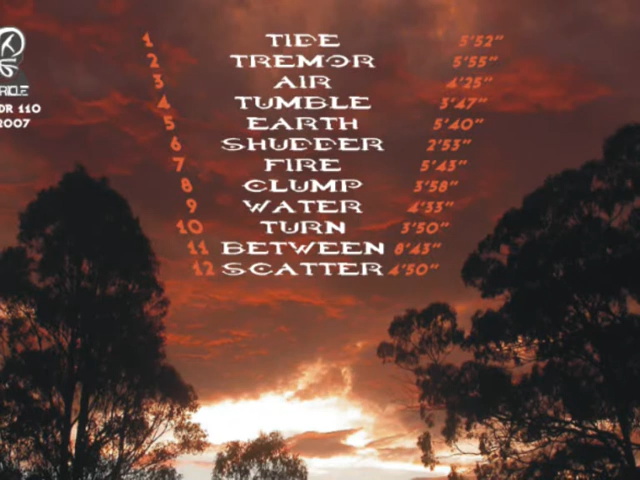 1 TIDE 5'52"
2 TREMOR 5'55"
3 AIR 4'25"
4 TUMBLE 3'47"
5 EARTH 5'40"
6 SHUDDER 2'53"
7 FIRE 5'43"
8 CLUMP 3'58"
9 WATER 4'33"
10 TURN 3'50"
11 BETWEEN 8'43"
12 SCATTER 4'50"
DR 110
2007